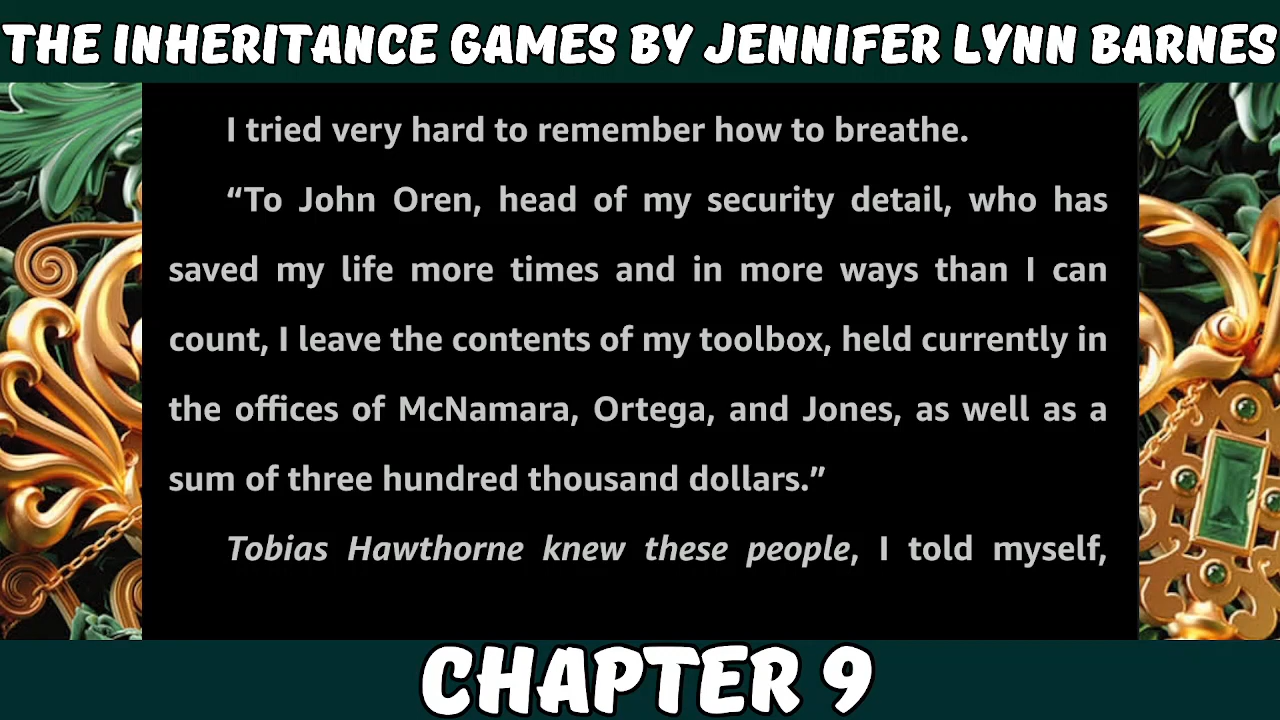 THE INHERITANCE GAMES BY JENNIFER LYNN BARNES
I tried very hard to remember how to breathe.
“To John Oren, head of my security detail, who has
saved my life more times and in more ways than I can
count, I leave the contents of my toolbox, held currently in
the offices of McNamara, Ortega, and Jones, as well as a
sum of three hundred thousand dollars.”
Tobias Hawthorne knew these people, I told myself,
CHAPTER 9